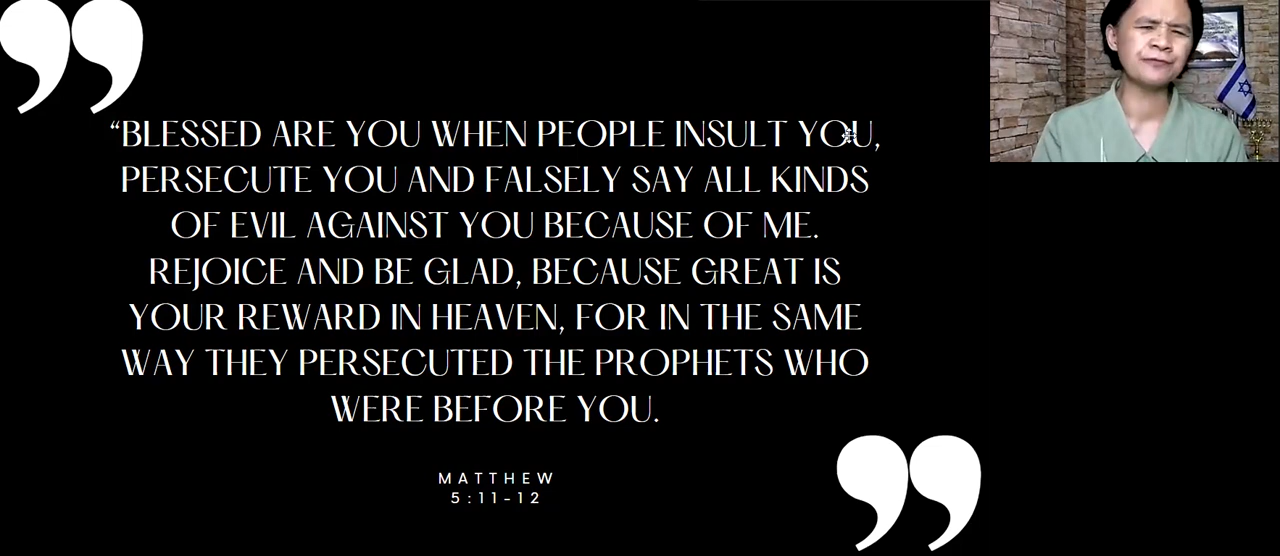 “BLESSED ARE YOU WHEN PEOPLE INSULT YOU,
PERSECUTE YOU AND FALSELY SAY ALL KINDS
OF EVIL AGAINST YOU BECAUSE OF ME.
REJOICE AND BE GLAD, BECAUSE GREAT IS
YOUR REWARD IN HEAVEN, FOR IN THE SAME
WAY THEY PERSECUTED THE PROPHETS WHO
WERE BEFORE YOU.
MATTHEW
5:11-12